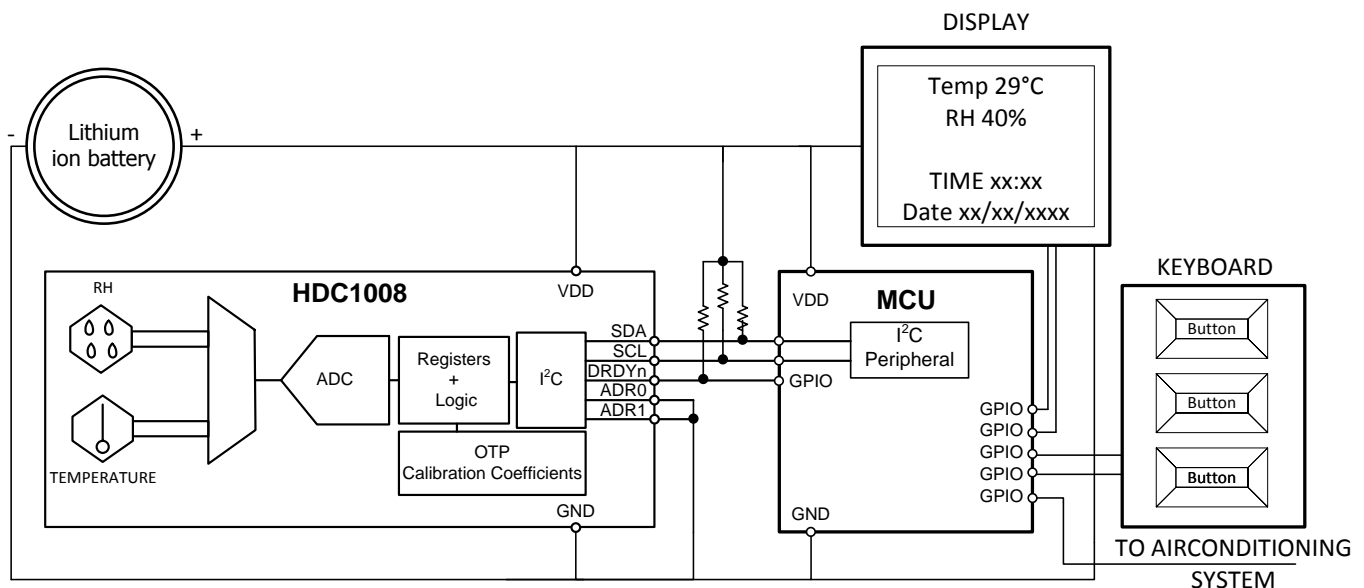 DISPLAY
Temp 29°C
RH 40%
TIME xx:xx
Date xx/xx/xxxx
-
Lithium
ion battery
+
KEYBOARD
Button
Button
Button
RH
HDC1008
VDD
TEMPERATURE
ADC
Registers
+
Logic
I²C
OTP
Calibration Coefficients
SDA
SCL
DRDYn
ADR0
ADR1
GND
VDD
MCU
I²C
Peripheral
GPIO
GPIO
GPIO
GPIO
GPIO
GPIO
GND
TO AIRCONDITIONING
SYSTEM